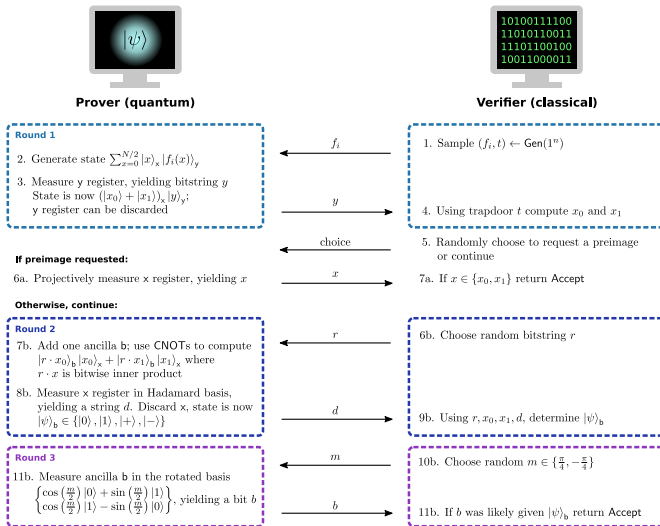 |ψ⟩
10100111100
11010110011
11101100100
10011000011
Prover (quantum)
Verifier (classical)
Round 1
f_i
1. Sample (f_i, t) ← Gen(1^n)
2. Generate state ∑_{x=0}^{N/2} |x⟩_x |f_i(x)⟩_y
3. Measure y register, yielding bitstring y
State is now (|x_0⟩ + |x_1⟩)_x |y⟩_y;
y register can be discarded
y
4. Using trapdoor t compute x_0 and x_1
choice
5. Randomly choose to request a preimage
or continue
If preimage requested:
6a. Projectively measure x register, yielding x
x
7a. If x ∈ {x_0, x_1} return Accept
Otherwise, continue:
Round 2
r
6b. Choose random bitstring r
7b. Add one ancilla b; use CNOTs to compute
|r · x_0⟩_b |x_0⟩_x + |r · x_1⟩_b |x_1⟩_x where
r · x is bitwise inner product
8b. Measure x register in Hadamard basis,
yielding a string d. Discard x, state is now
|ψ⟩_b ∈ {|0⟩, |1⟩, |+⟩, |−⟩}
d
9b. Using r, x_0, x_1, d, determine |ψ⟩_b
Round 3
m
10b. Choose random m ∈ {π/4, −π/4}
11b. Measure ancilla b in the rotated basis
{cos(m/2)|0⟩ + sin(m/2)|1⟩
cos(m/2)|1⟩ − sin(m/2)|0⟩}, yielding a bit b
b
11b. If b was likely given |ψ⟩_b return Accept